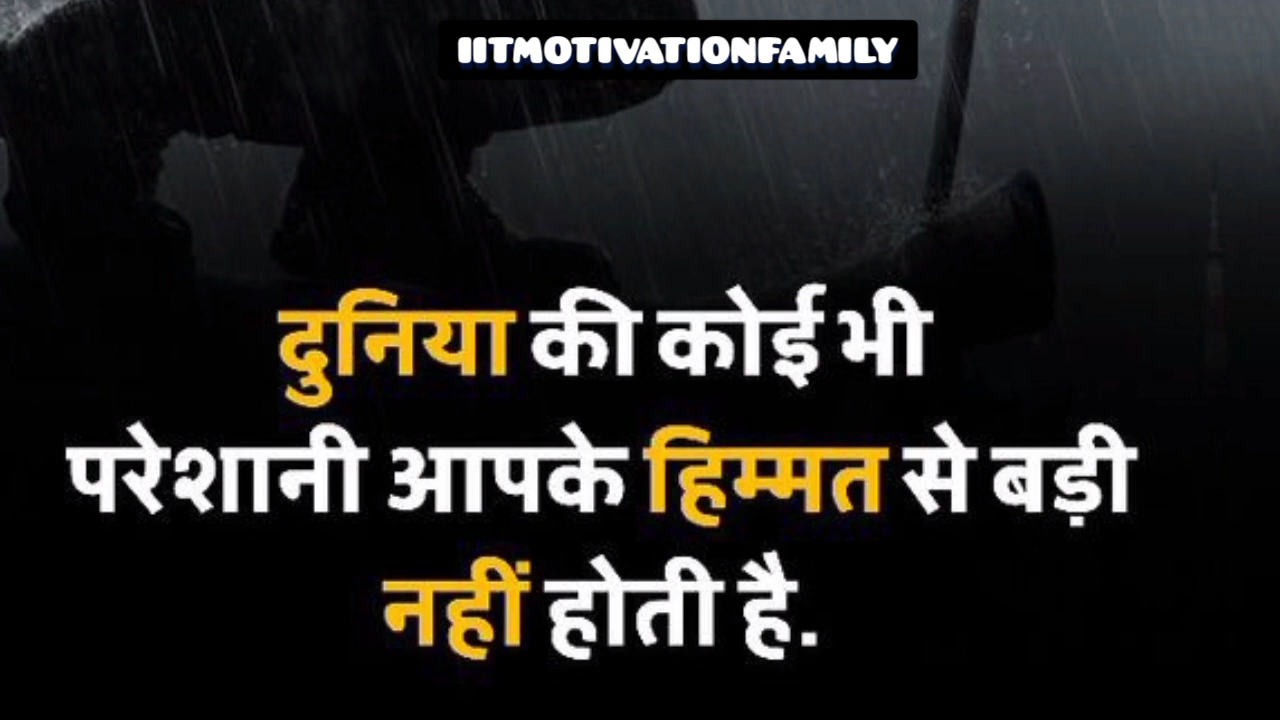 IITMOTIVATIONFAMILY
दुनिया की कोई भी
परेशानी आपके हिम्मत से बड़ी
नहीं होती है.